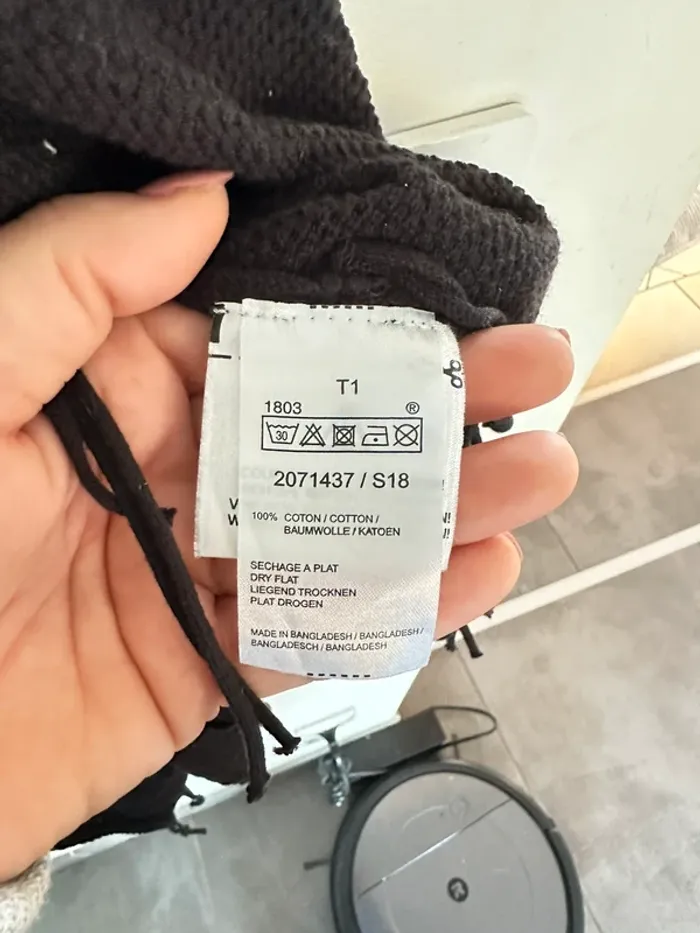 T1
1803 ®
30
2071437 / S18
100% COTON / COTTON /
BAUMWOLLE / KATOEN
SECHAGE A PLAT
DRY FLAT
LIEGEND TROCKNEN
PLAT DROGEN
MADE IN BANGLADESH / BANGLADESH /
BANGLADESCH / BANGLADESH